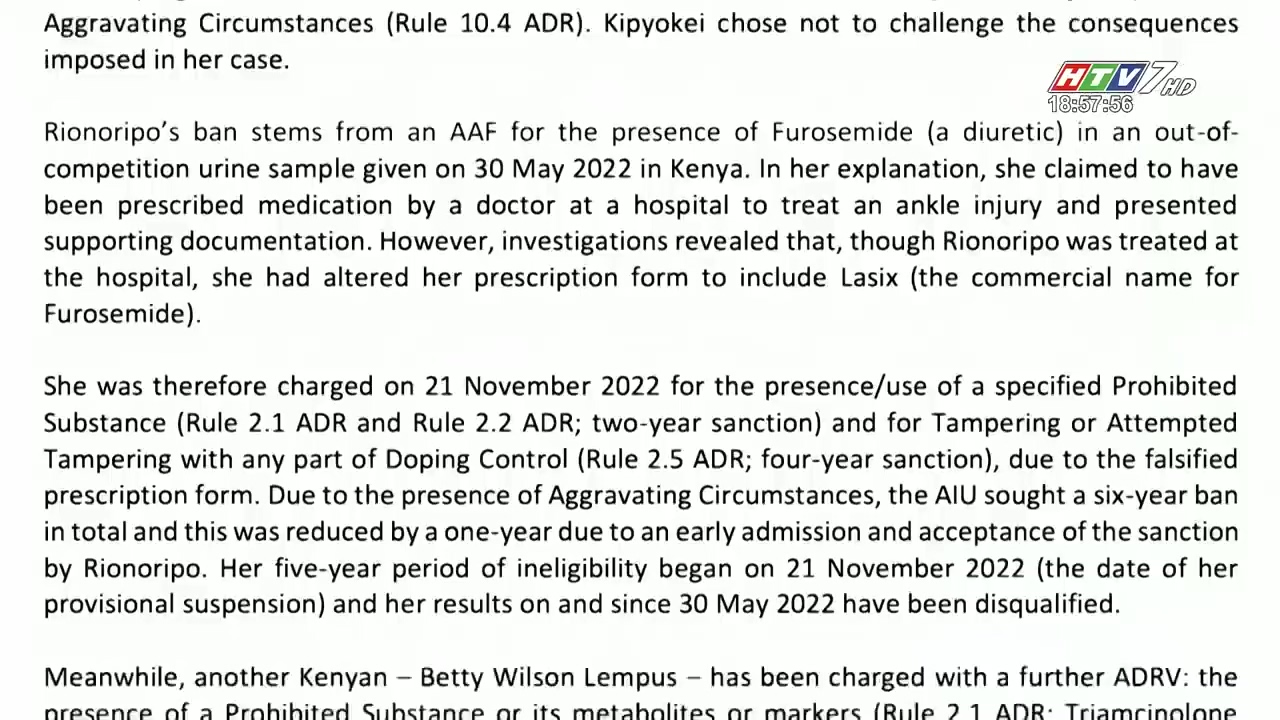 Aggravating Circumstances (Rule 10.4 ADR). Kipyokei chose not to challenge the consequences
imposed in her case.
HTV7 HD
18:57:56
Rionoripo’s ban stems from an AAF for the presence of Furosemide (a diuretic) in an out-of-
competition urine sample given on 30 May 2022 in Kenya. In her explanation, she claimed to have
been prescribed medication by a doctor at a hospital to treat an ankle injury and presented
supporting documentation. However, investigations revealed that, though Rionoripo was treated at
the hospital, she had altered her prescription form to include Lasix (the commercial name for
Furosemide).
She was therefore charged on 21 November 2022 for the presence/use of a specified Prohibited
Substance (Rule 2.1 ADR and Rule 2.2 ADR; two-year sanction) and for Tampering or Attempted
Tampering with any part of Doping Control (Rule 2.5 ADR; four-year sanction), due to the falsified
prescription form. Due to the presence of Aggravating Circumstances, the AIU sought a six-year ban
in total and this was reduced by a one-year due to an early admission and acceptance of the sanction
by Rionoripo. Her five-year period of ineligibility began on 21 November 2022 (the date of her
provisional suspension) and her results on and since 30 May 2022 have been disqualified.
Meanwhile, another Kenyan – Betty Wilson Lempus – has been charged with a further ADRV: the
presence of a Prohibited Substance or its metabolites or markers (Rule 2.1 ADR; Triamcinolone